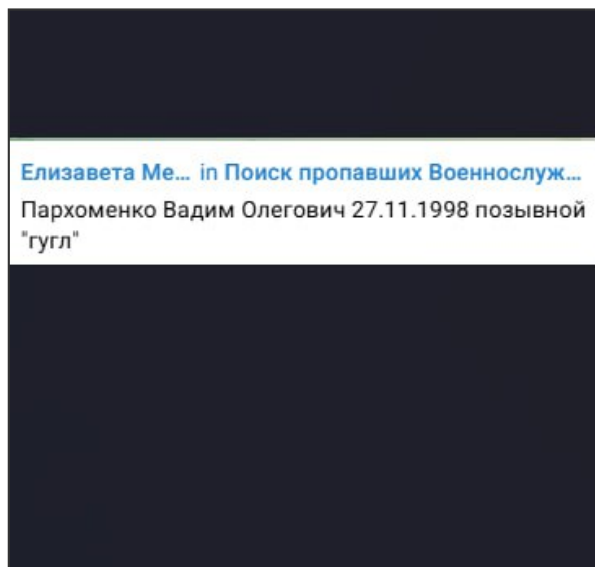 Елизавета Ме... in Поиск пропавших Военнослуж...
Пархоменко Вадим Олегович 27.11.1998 позывной
"гугл"